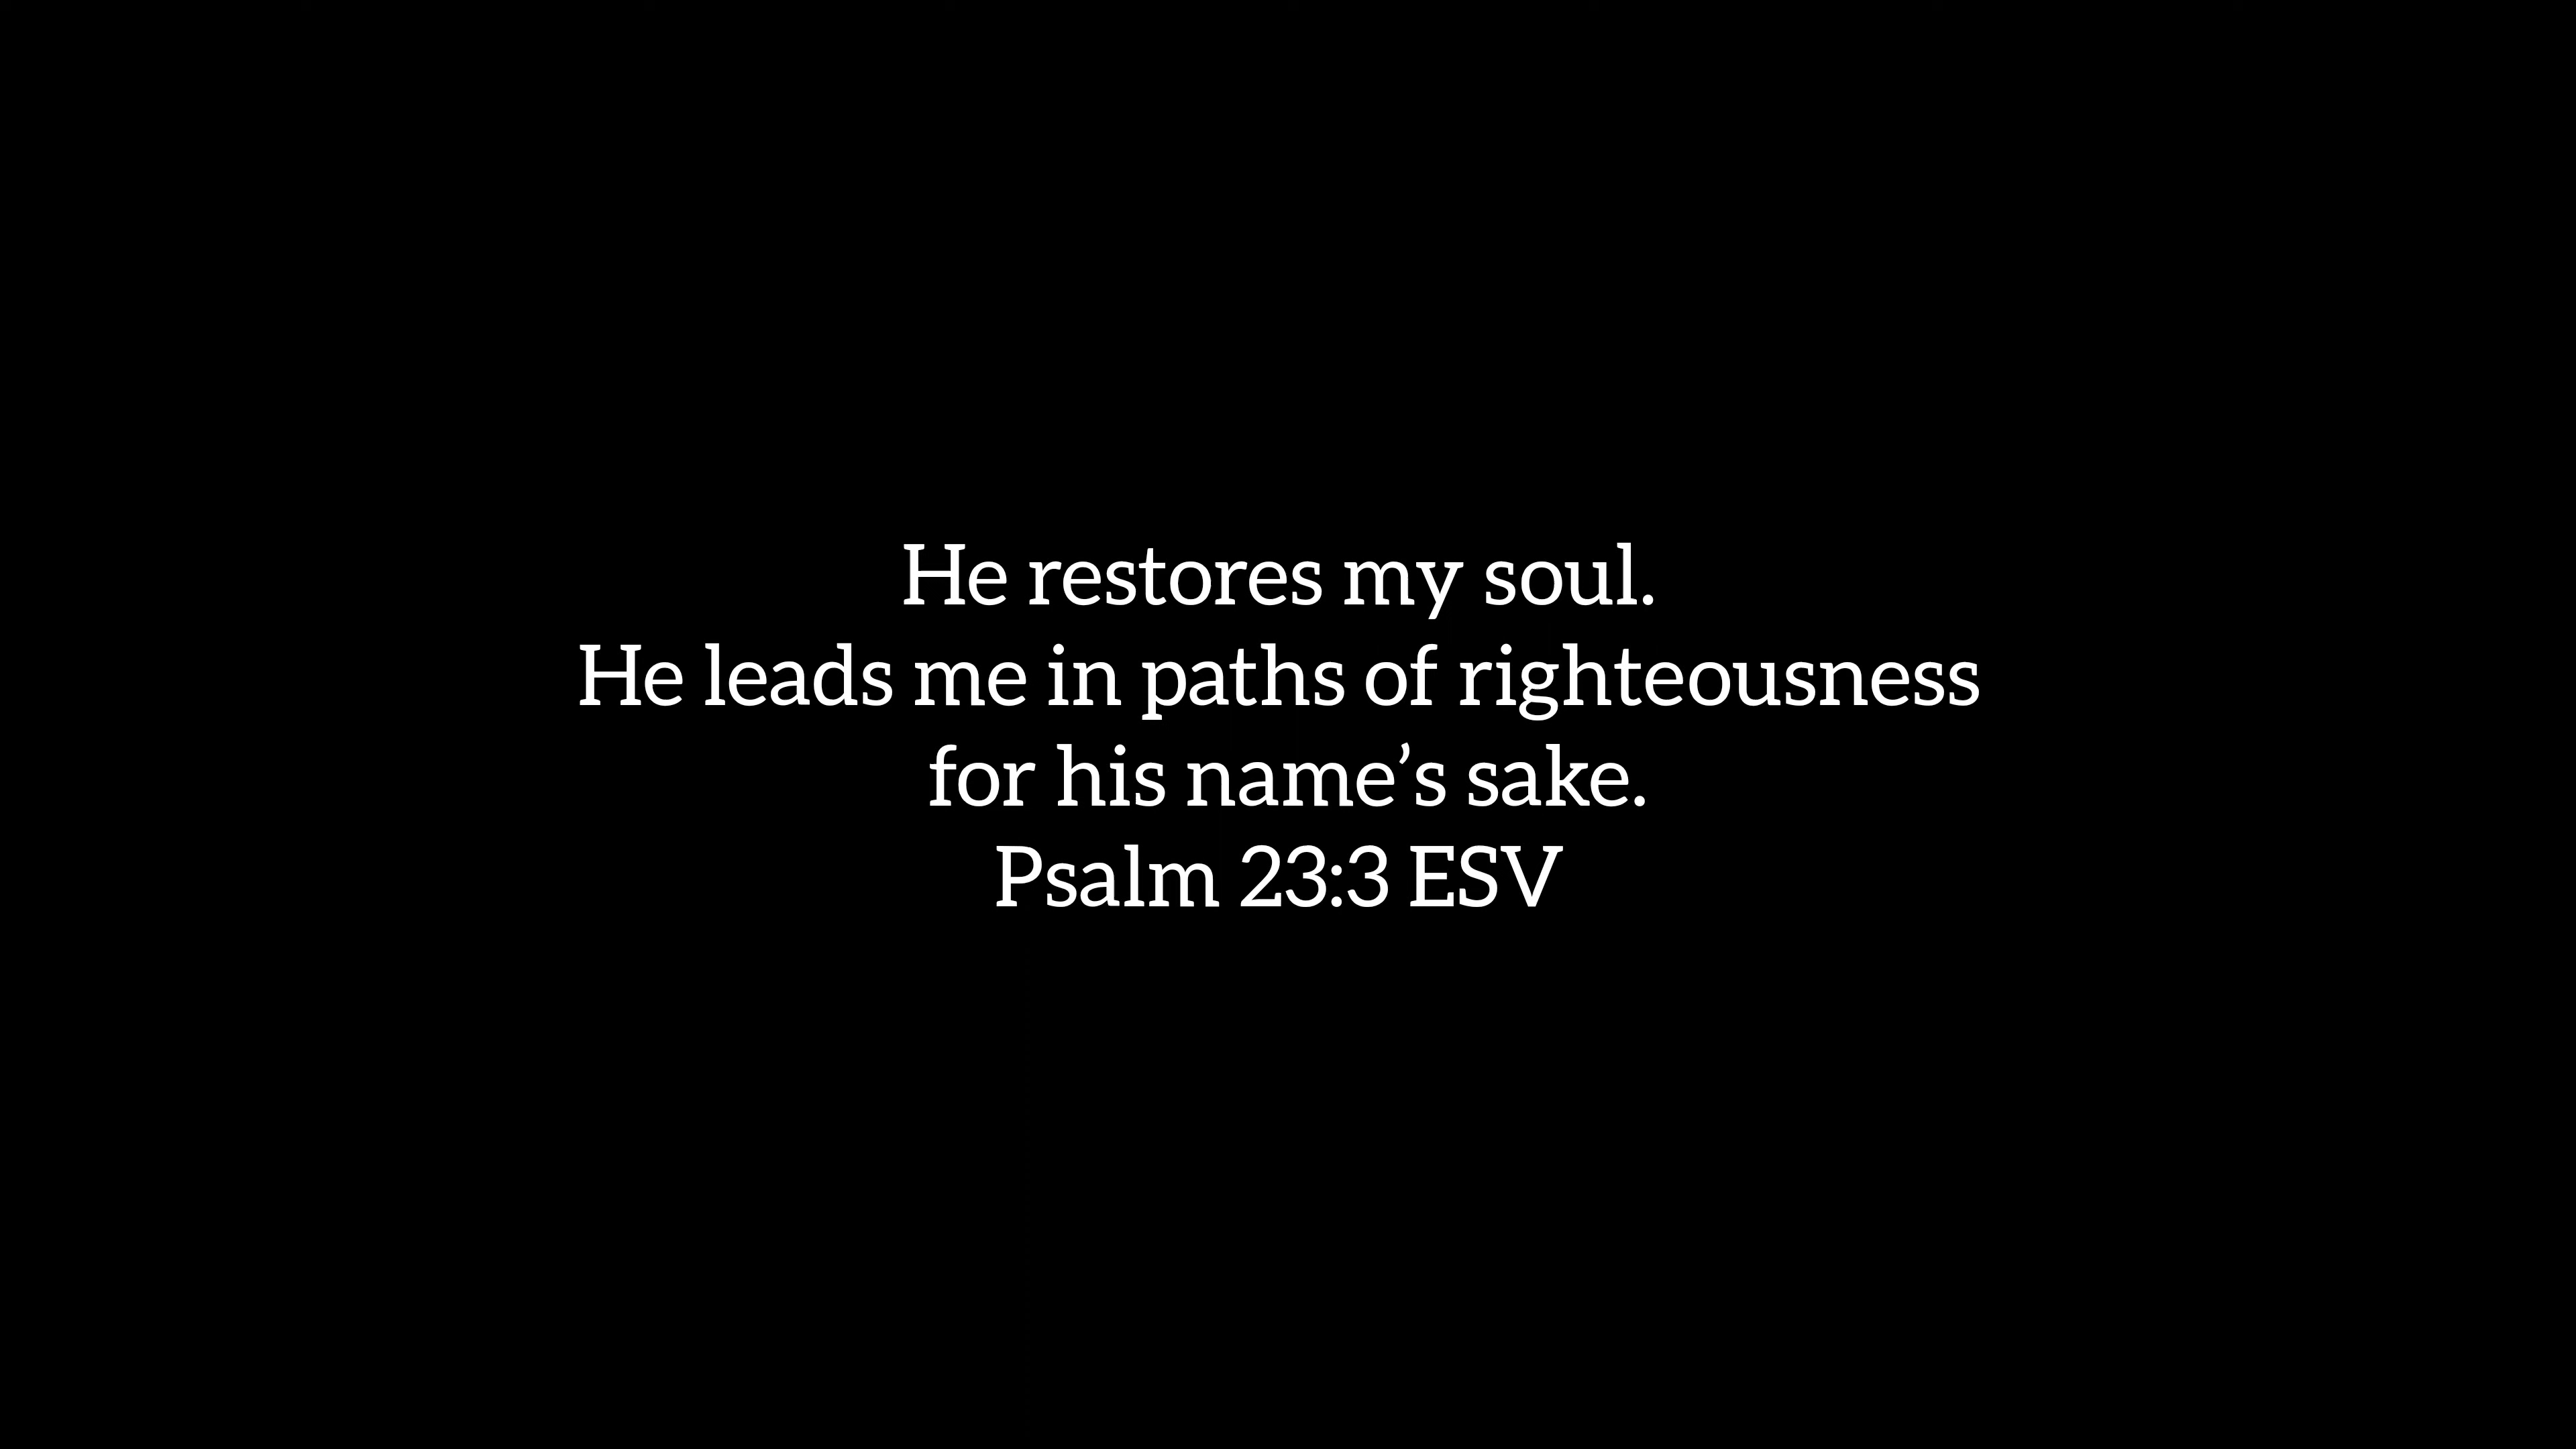 He restores my soul.
He leads me in paths of righteousness
for his name’s sake.
Psalm 23:3 ESV